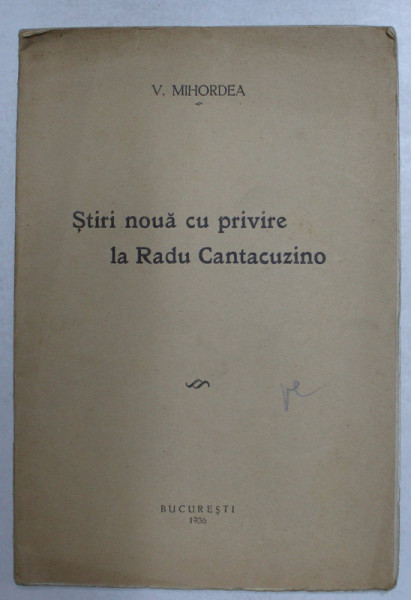 V. MIHORDEA
Știri nouă cu privire
la Radu Cantacuzino
BUCUREȘTI
1936